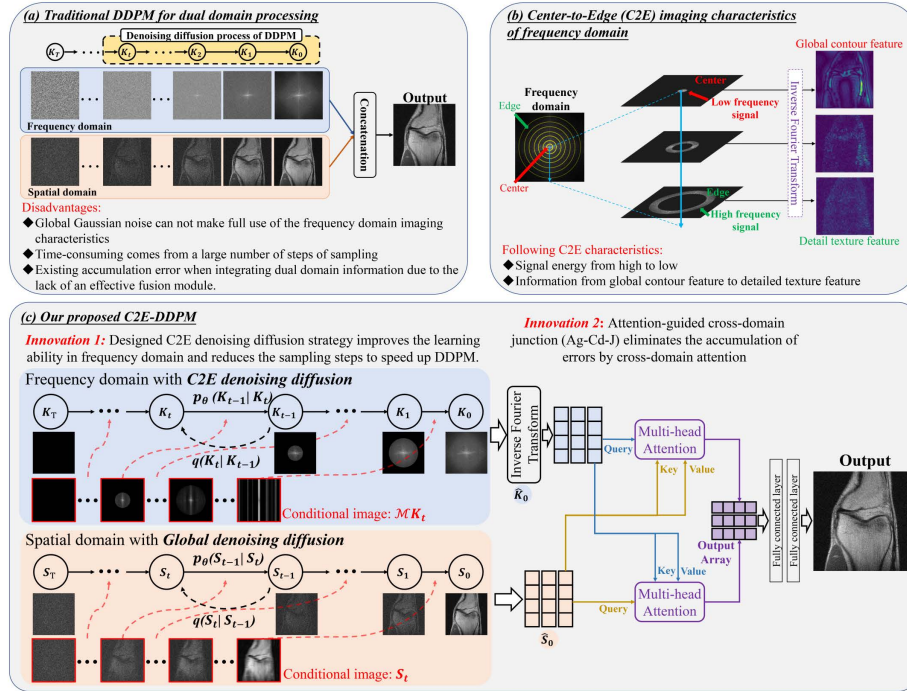 (a) Traditional DDPM for dual domain processing
Denoising diffusion process of DDPM
K_T K_t K_2 K_1 K_0
Frequency domain
Spatial domain
Concatenation
Output
Disadvantages:
◆Global Gaussian noise can not make full use of the frequency domain imaging
characteristics
◆Time-consuming comes from a large number of steps of sampling
◆Existing accumulation error when integrating dual domain information due to the
lack of an effective fusion module.
(b) Center-to-Edge (C2E) imaging characteristics
of frequency domain
Global contour feature
Center
Low frequency
signal
Frequency
domain
Edge
Center
Edge
High frequency
signal
Inverse Fourier Transform
Detail texture feature
Following C2E characteristics:
◆Signal energy from high to low
◆Information from global contour feature to detailed texture feature
(c) Our proposed C2E-DDPM
Innovation 1: Designed C2E denoising diffusion strategy improves the learning
ability in frequency domain and reduces the sampling steps to speed up DDPM.
Innovation 2: Attention-guided cross-domain
junction (Ag-Cd-J) eliminates the accumulation of
errors by cross-domain attention
Frequency domain with C2E denoising diffusion
p_θ(K_{t-1}|K_t)
K_T K_t K_{t-1} K_1 K_0
q(K_t|K_{t-1})
Conditional image: ℳK_t
Spatial domain with Global denoising diffusion
p_θ(S_{t-1}|S_t)
S_T S_t S_{t-1} S_1 S_0
q(S_t|S_{t-1})
Conditional image: S_t
Inverse Fourier
Transform
K̂_0
Ŝ_0
Query
Key
Value
Multi-head
Attention
Key
Value
Query
Multi-head
Attention
Output
Array
Fully connected layer
Fully connected layer
Output